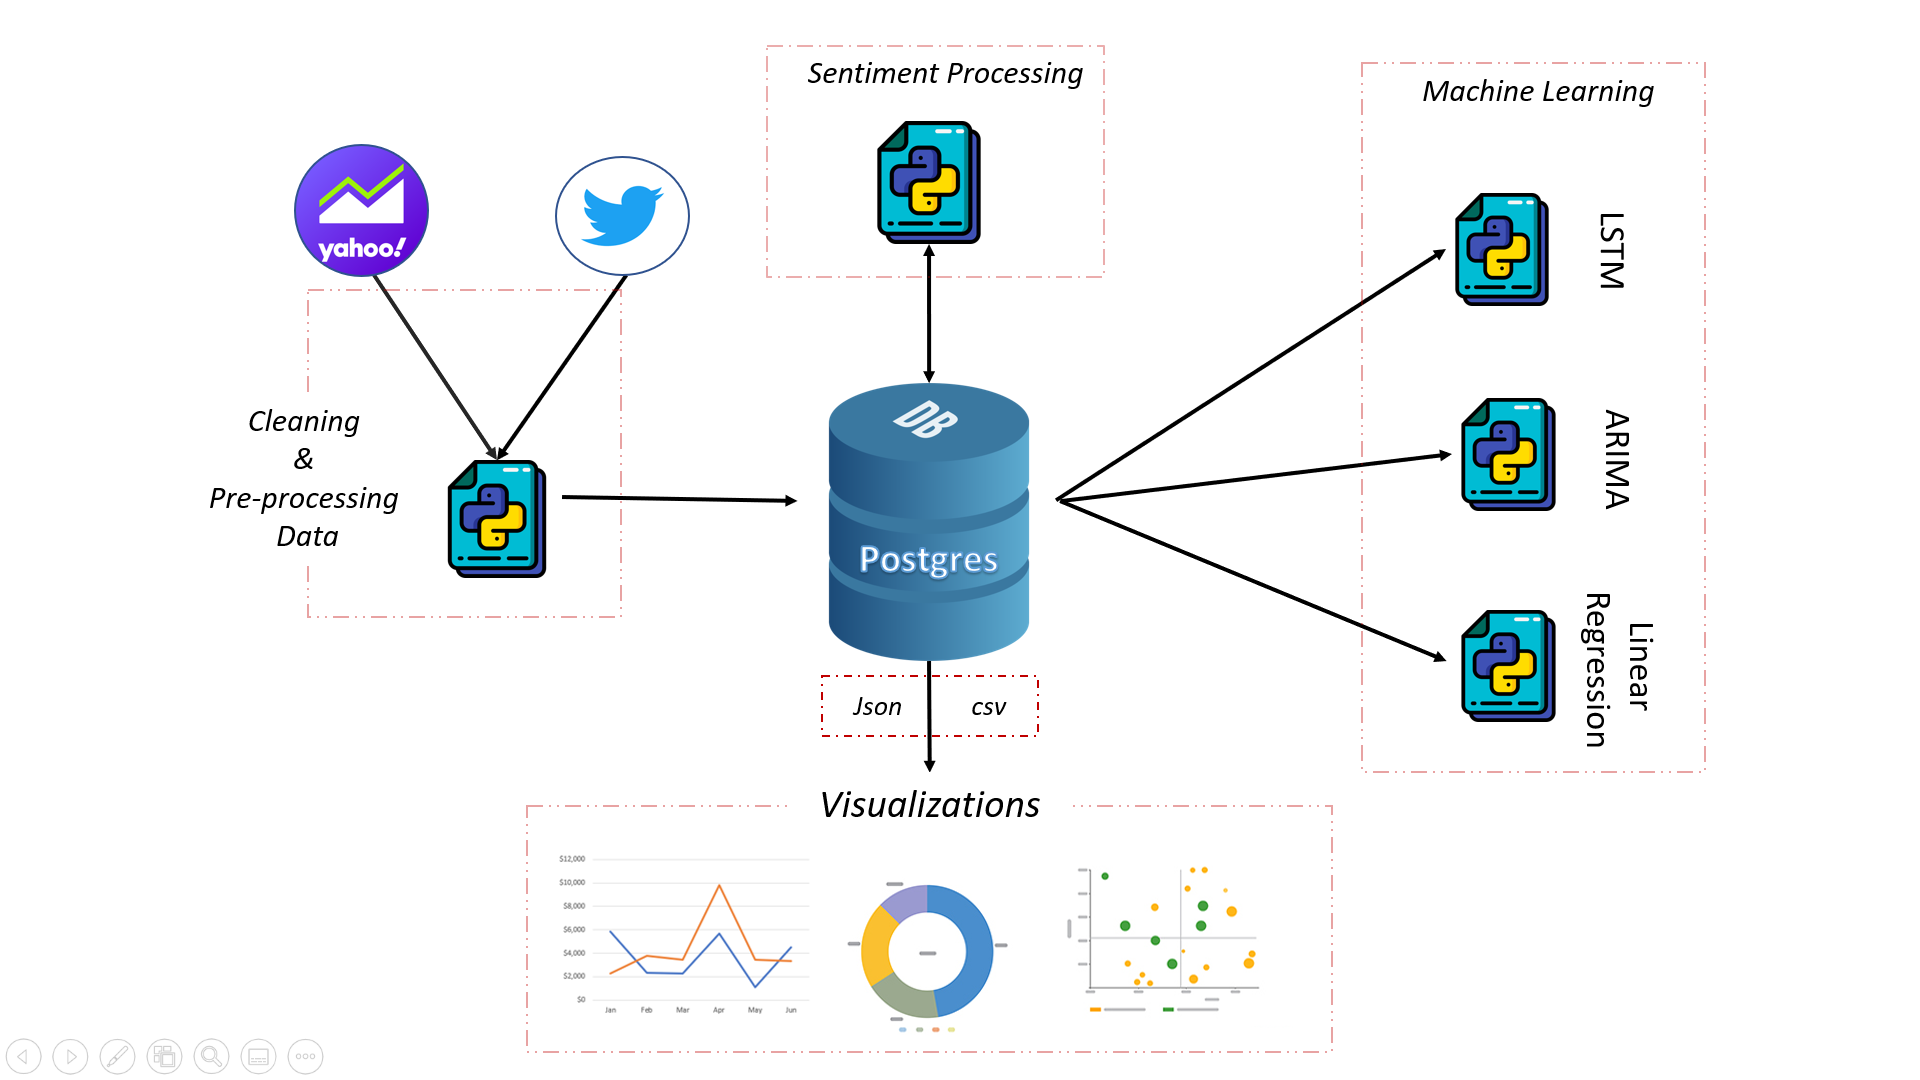 Sentiment Processing
Machine Learning
yahoo!
LSTM
Cleaning
&
Pre-processing
Data
DB
Postgres
ARIMA
Linear
Regression
Json
csv
Visualizations
$12,000
$10,000
$8,000
$6,000
$4,000
$2,000
$0
Jan
Feb
Mar
Apr
May
Jun